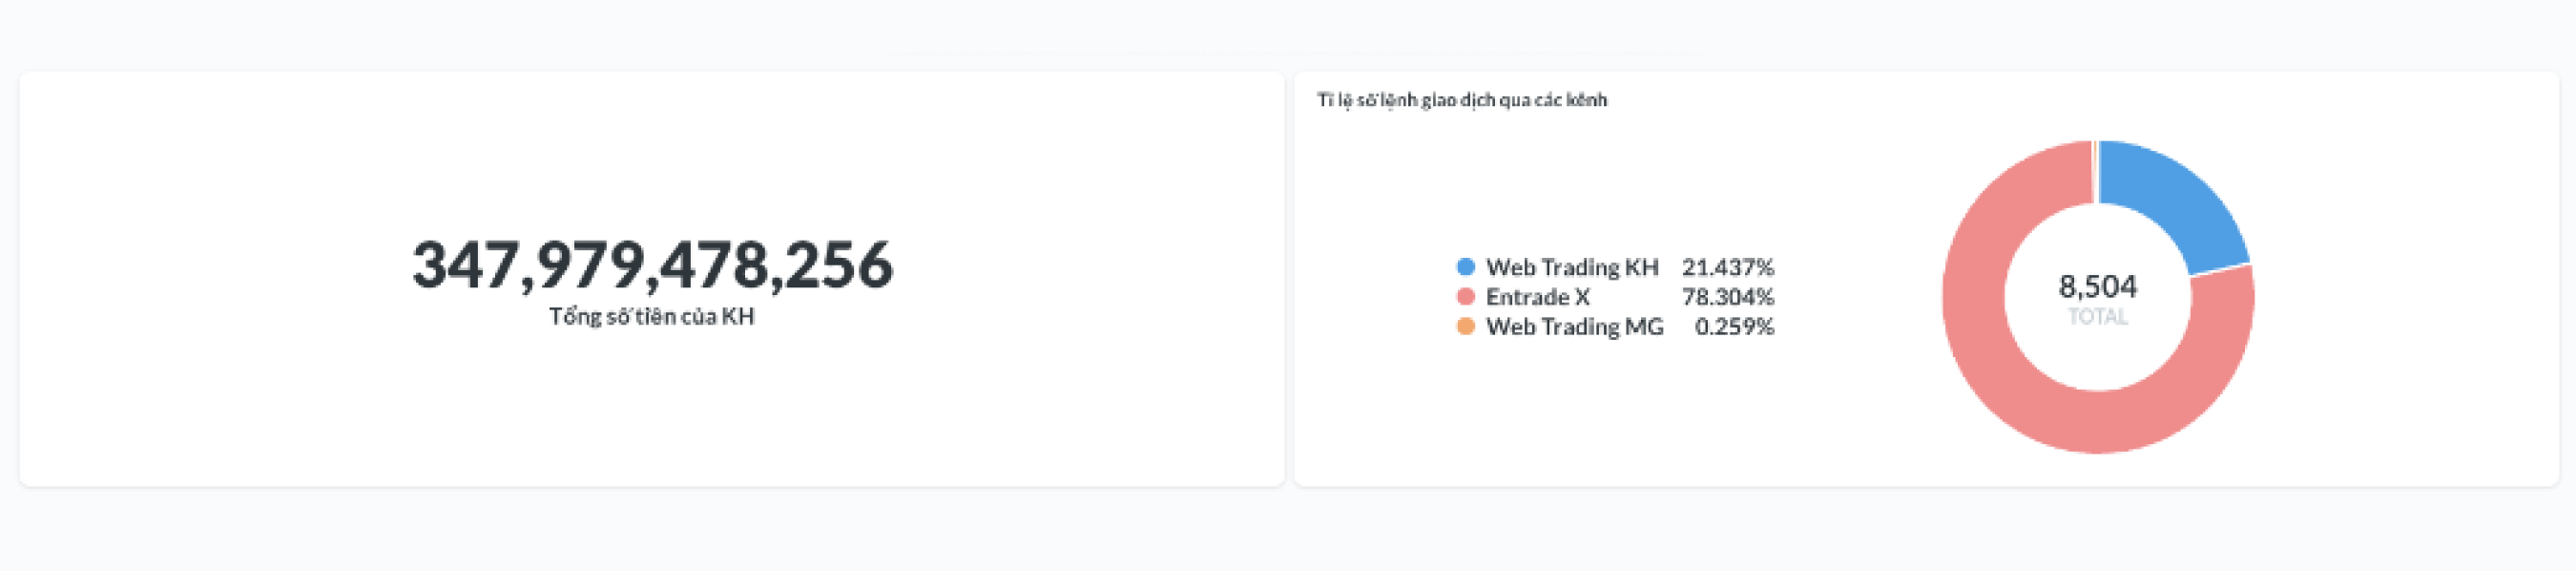 347,979,478,256
Tổng số tiền của KH
Tỉ lệ số lệnh giao dịch qua các kênh
Web Trading KH 21.437%
Entrade X 78.304%
Web Trading MG 0.259%
8,504
TOTAL